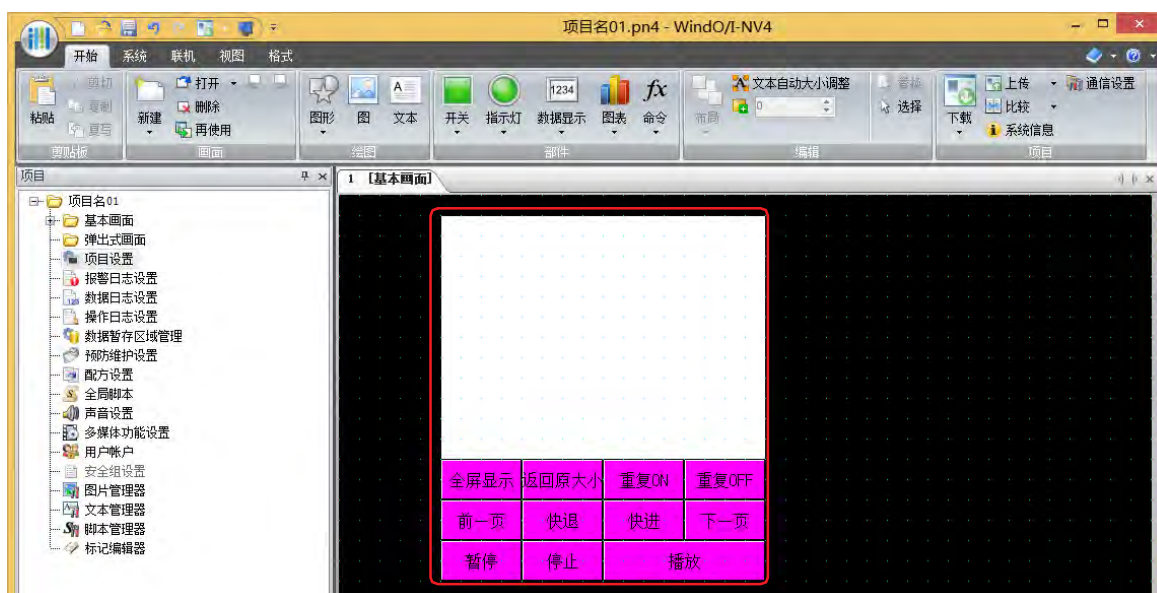 项目名01.pn4 - WindO/I-NV4
开始 系统 联机 视图 格式
粘贴 剪切 复制 复写 新建 打开 删除 再使用 图形 图 文本 开关 指示灯 数据显示 图表 命令 布局 文本自动大小调整 0 替换 选择 下载 上传 比较 系统信息 通信设置
A 1234 fx
剪贴板 画面 绘图 部件 编辑 项目
项目
1 [基本画面]
项目名01
基本画面
弹出式画面
项目设置
报警日志设置
数据日志设置
操作日志设置
数据暂存区域管理
预防维护设置
配方设置
全局脚本
声音设置
多媒体功能设置
用户帐户
安全组设置
图片管理器
文本管理器
脚本管理器
标记编辑器
全屏显示 返回原大小 重复ON 重复OFF
前一页 快退 快进 下一页
暂停 停止 播放